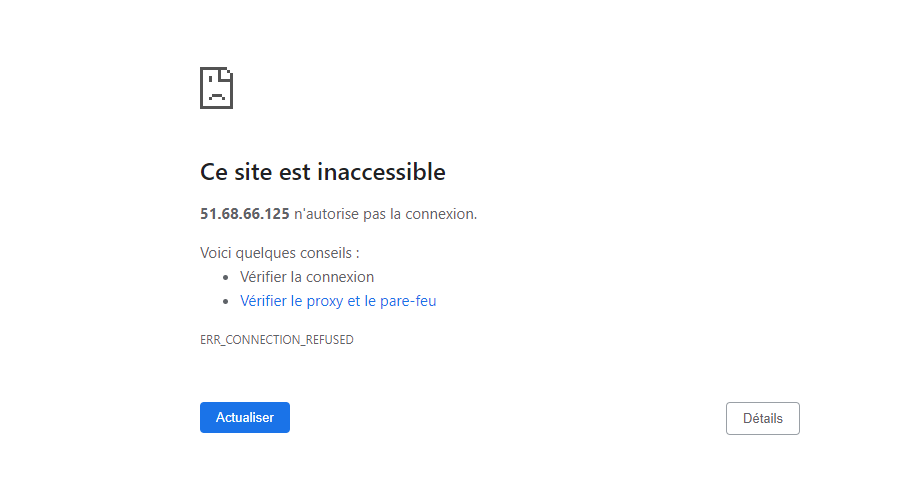 Ce site est inaccessible
51.68.66.125 n'autorise pas la connexion.
Voici quelques conseils :
• Vérifier la connexion
• Vérifier le proxy et le pare-feu
ERR_CONNECTION_REFUSED
Actualiser
Détails